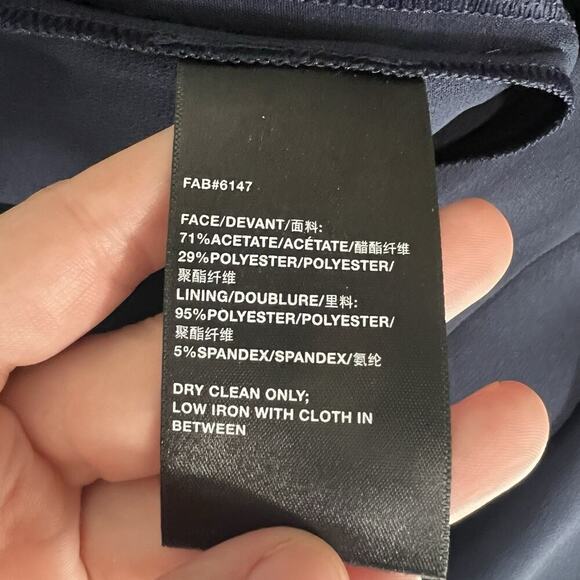 FAB#6147
FACE/DEVANT/面料:
71%ACETATE/ACÉTATE/醋酯纤维
29%POLYESTER/POLYESTER/
聚酯纤维
LINING/DOUBLURE/里料:
95%POLYESTER/POLYESTER/
聚酯纤维
5%SPANDEX/SPANDEX/氨纶
DRY CLEAN ONLY;
LOW IRON WITH CLOTH IN
BETWEEN